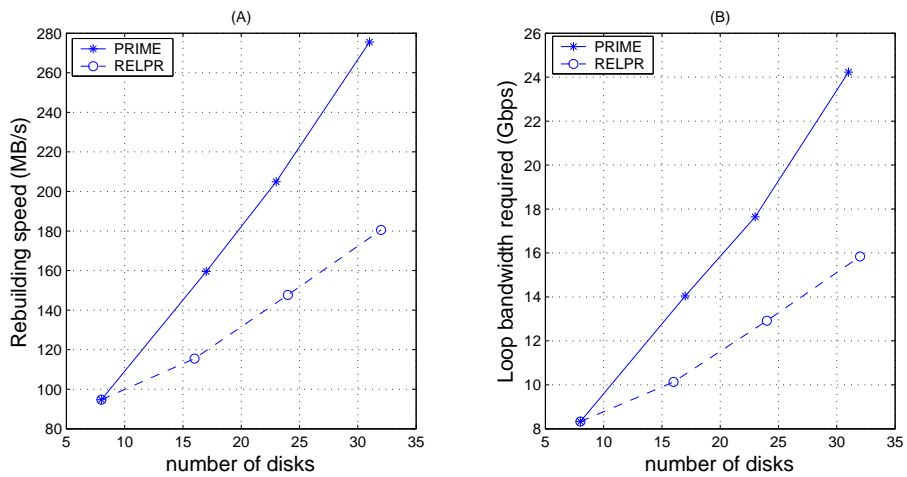 (A)
280
260
240
220
200
180
160
140
120
100
80
5 10 15 20 25 30 35
Rebuilding speed (MB/s)
number of disks
PRIME
RELPR
(B)
26
24
22
20
18
16
14
12
10
8
5 10 15 20 25 30 35
Loop bandwidth required (Gbps)
number of disks
PRIME
RELPR